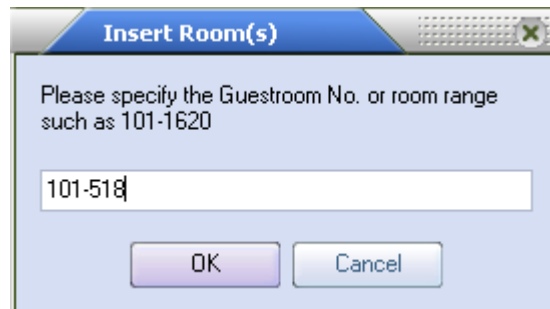 Insert Room(s)
Please specify the Guestroom No. or room range
such as 101-1620
101-518
OK
Cancel